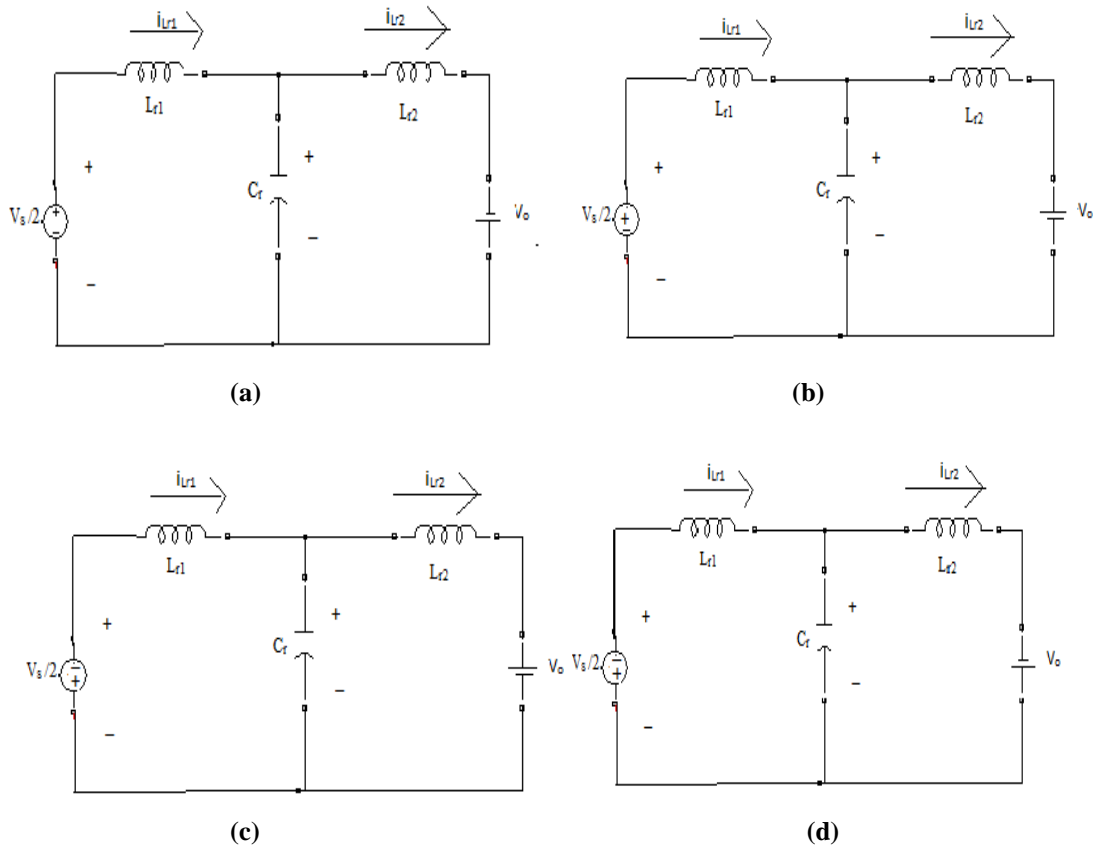 iLr1 iLr2 iLr1 iLr2
Lr1 Lr2 Lr1 Lr2
+ + + +
Vs/2 + − Cr Vo Vs/2 + − Cr Vo
− − − −
(a) (b)
iLr1 iLr2 iLr1 iLr2
Lr1 Lr2 Lr1 Lr2
+ + + +
Vs/2 − + Cr Vo Vs/2 − + Cr Vo
− − − −
(c) (d)